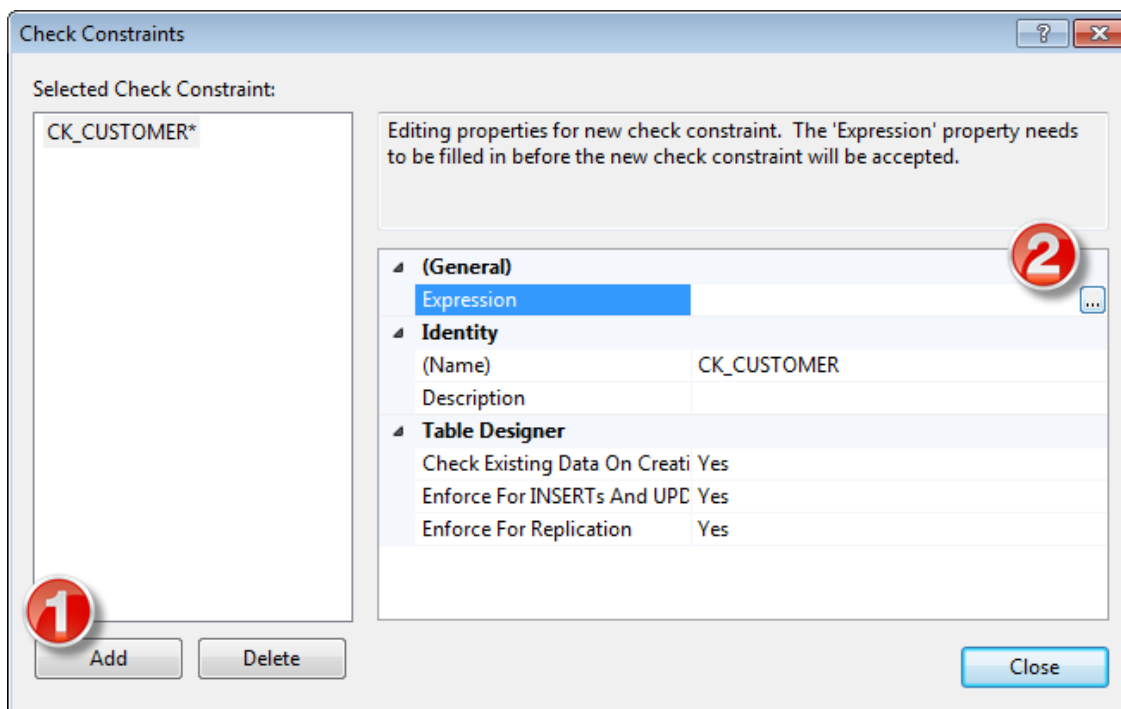 Check Constraints
?
Selected Check Constraint:
CK_CUSTOMER*
Editing properties for new check constraint.  The 'Expression' property needs
to be filled in before the new check constraint will be accepted.
2
(General)
Expression
...
Identity
(Name) CK_CUSTOMER
Description
Table Designer
Check Existing Data On Creati Yes
Enforce For INSERTs And UPD Yes
Enforce For Replication Yes
1
Add Delete
Close